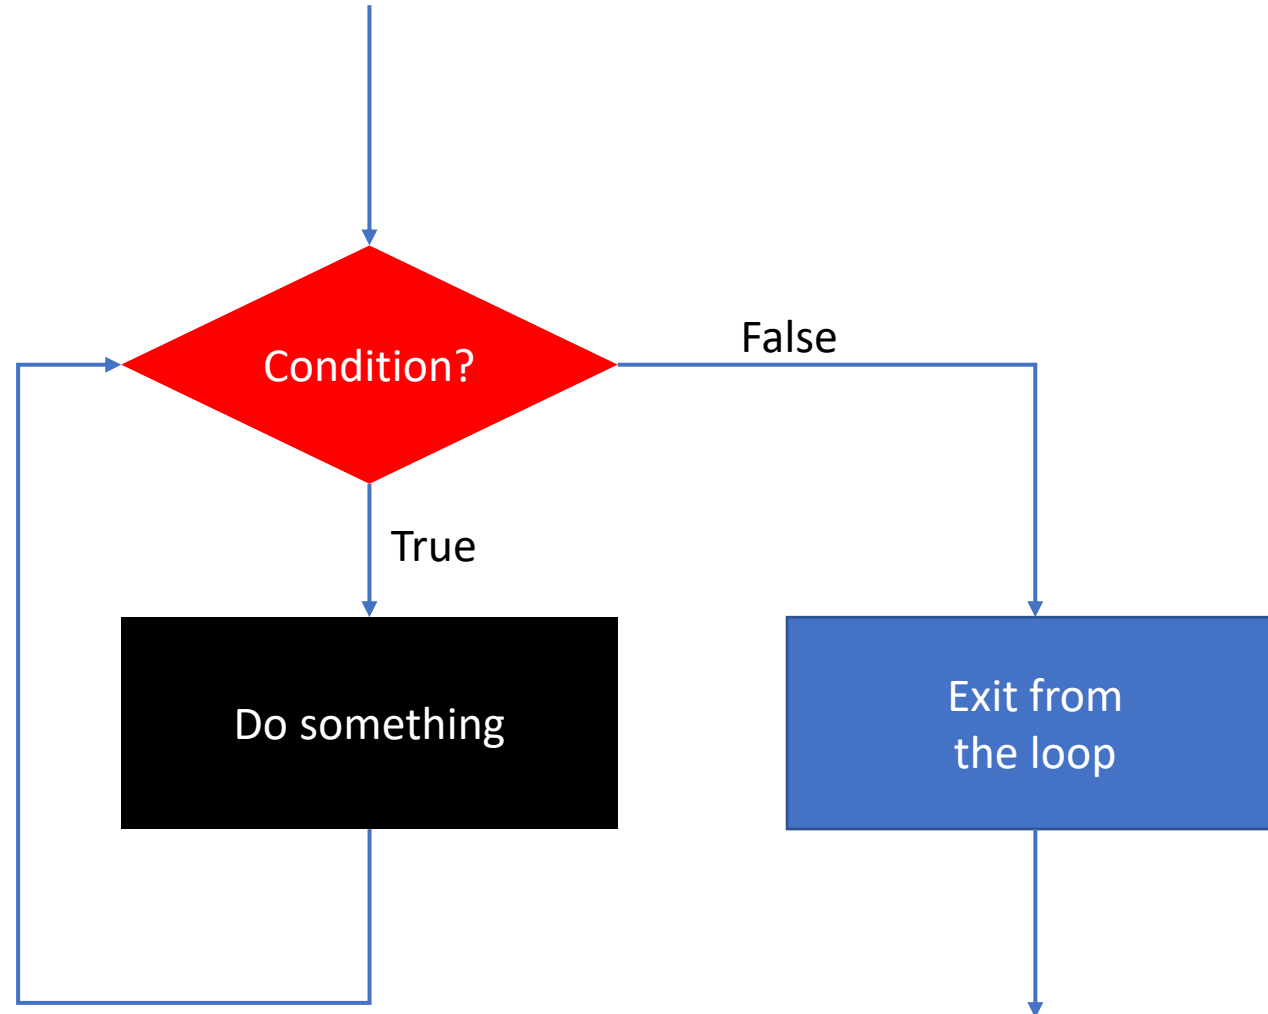 Condition?
False
True
Do something
Exit from
the loop